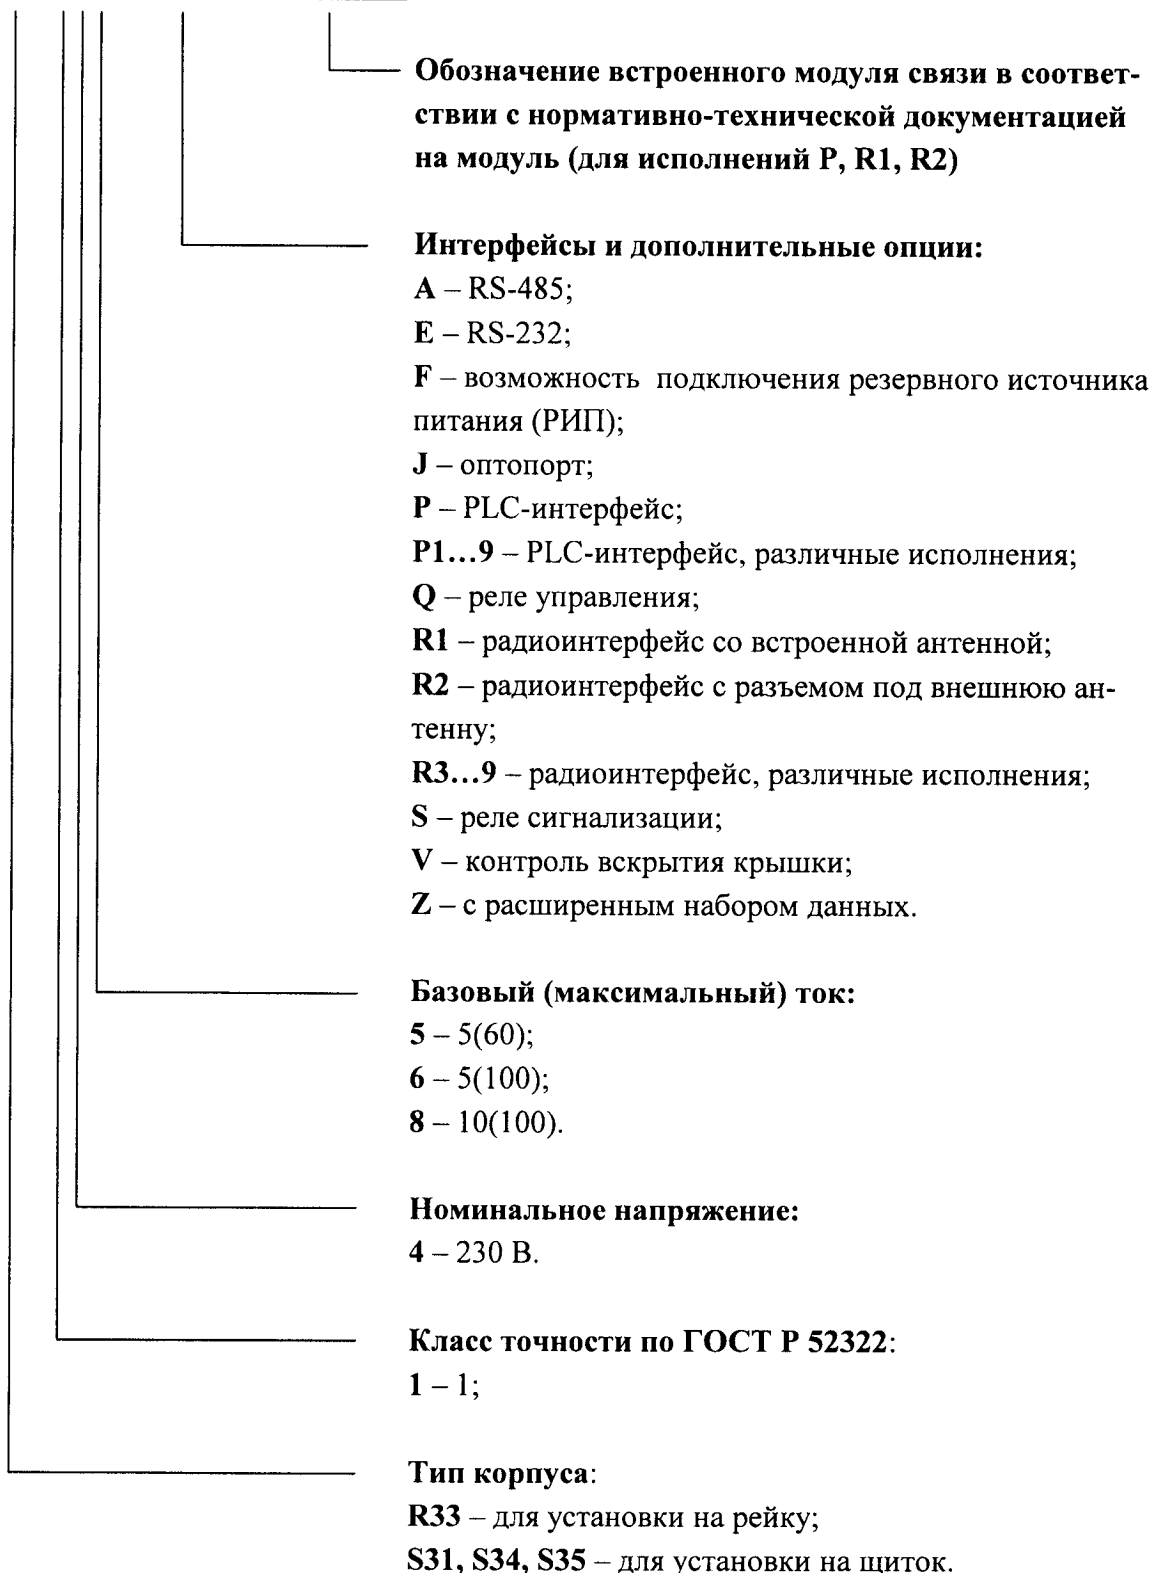 Обозначение встроенного модуля связи в соответ-
ствии с нормативно-технической документацией
на модуль (для исполнений P, R1, R2)
Интерфейсы и дополнительные опции:
A – RS-485;
E – RS-232;
F – возможность подключения резервного источника
питания (РИП);
J – оптопорт;
P – PLC-интерфейс;
P1...9 – PLC-интерфейс, различные исполнения;
Q – реле управления;
R1 – радиоинтерфейс со встроенной антенной;
R2 – радиоинтерфейс с разъемом под внешнюю ан-
тенну;
R3...9 – радиоинтерфейс, различные исполнения;
S – реле сигнализации;
V – контроль вскрытия крышки;
Z – с расширенным набором данных.
Базовый (максимальный) ток:
5 – 5(60);
6 – 5(100);
8 – 10(100).
Номинальное напряжение:
4 – 230 В.
Класс точности по ГОСТ Р 52322:
1 – 1;
Тип корпуса:
R33 – для установки на рейку;
S31, S34, S35 – для установки на щиток.